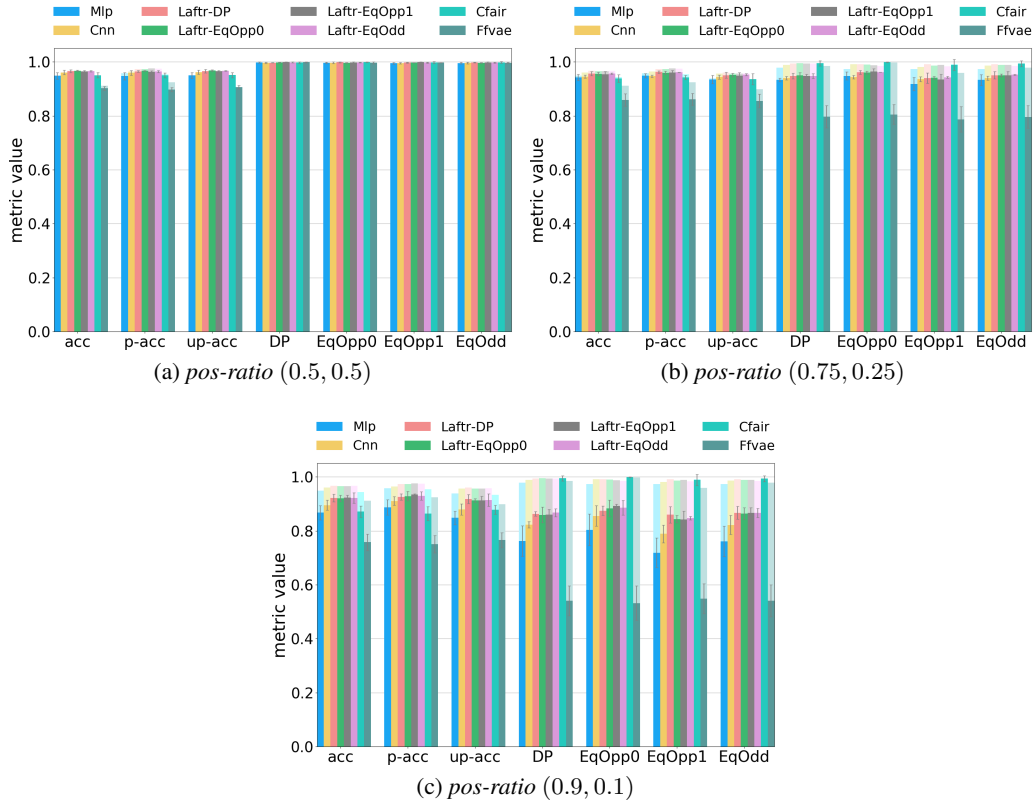 Mlp Laftr-DP Laftr-EqOpp1 Cfair
Cnn Laftr-EqOpp0 Laftr-EqOdd Ffvae
metric value
1.0
0.8
0.6
0.4
0.2
0.0
acc p-acc up-acc DP EqOpp0 EqOpp1 EqOdd
(a) pos-ratio (0.5, 0.5)
Mlp Laftr-DP Laftr-EqOpp1 Cfair
Cnn Laftr-EqOpp0 Laftr-EqOdd Ffvae
metric value
1.0
0.8
0.6
0.4
0.2
0.0
acc p-acc up-acc DP EqOpp0 EqOpp1 EqOdd
(b) pos-ratio (0.75, 0.25)
Mlp Laftr-DP Laftr-EqOpp1 Cfair
Cnn Laftr-EqOpp0 Laftr-EqOdd Ffvae
metric value
1.0
0.8
0.6
0.4
0.2
0.0
acc p-acc up-acc DP EqOpp0 EqOpp1 EqOdd
(c) pos-ratio (0.9, 0.1)